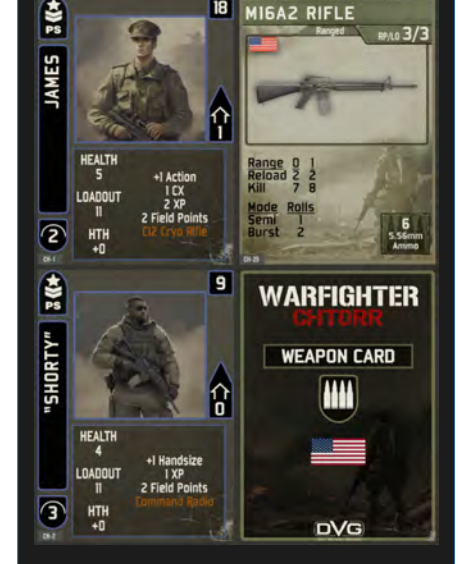 18
PS
JAMES
1
HEALTH
5
LOADOUT
11
HTH
+0
+1 Action
1 CX
2 XP
2 Field Points
C12 Cryo Rifle
2
CH-1
M16A2 RIFLE
Ranged
RP/LO 3/3
Range 0 1
Reload 2 2
Kill 7 8
Mode Rolls
Semi 1
Burst 2
6
5.56mm
Ammo
CH-25
9
PS
"SHORTY"
0
HEALTH
4
LOADOUT
11
HTH
+0
+1 Handsize
1 XP
2 Field Points
Command Radio
3
CH-2
WARFIGHTER
CHTORR
WEAPON CARD
DVG